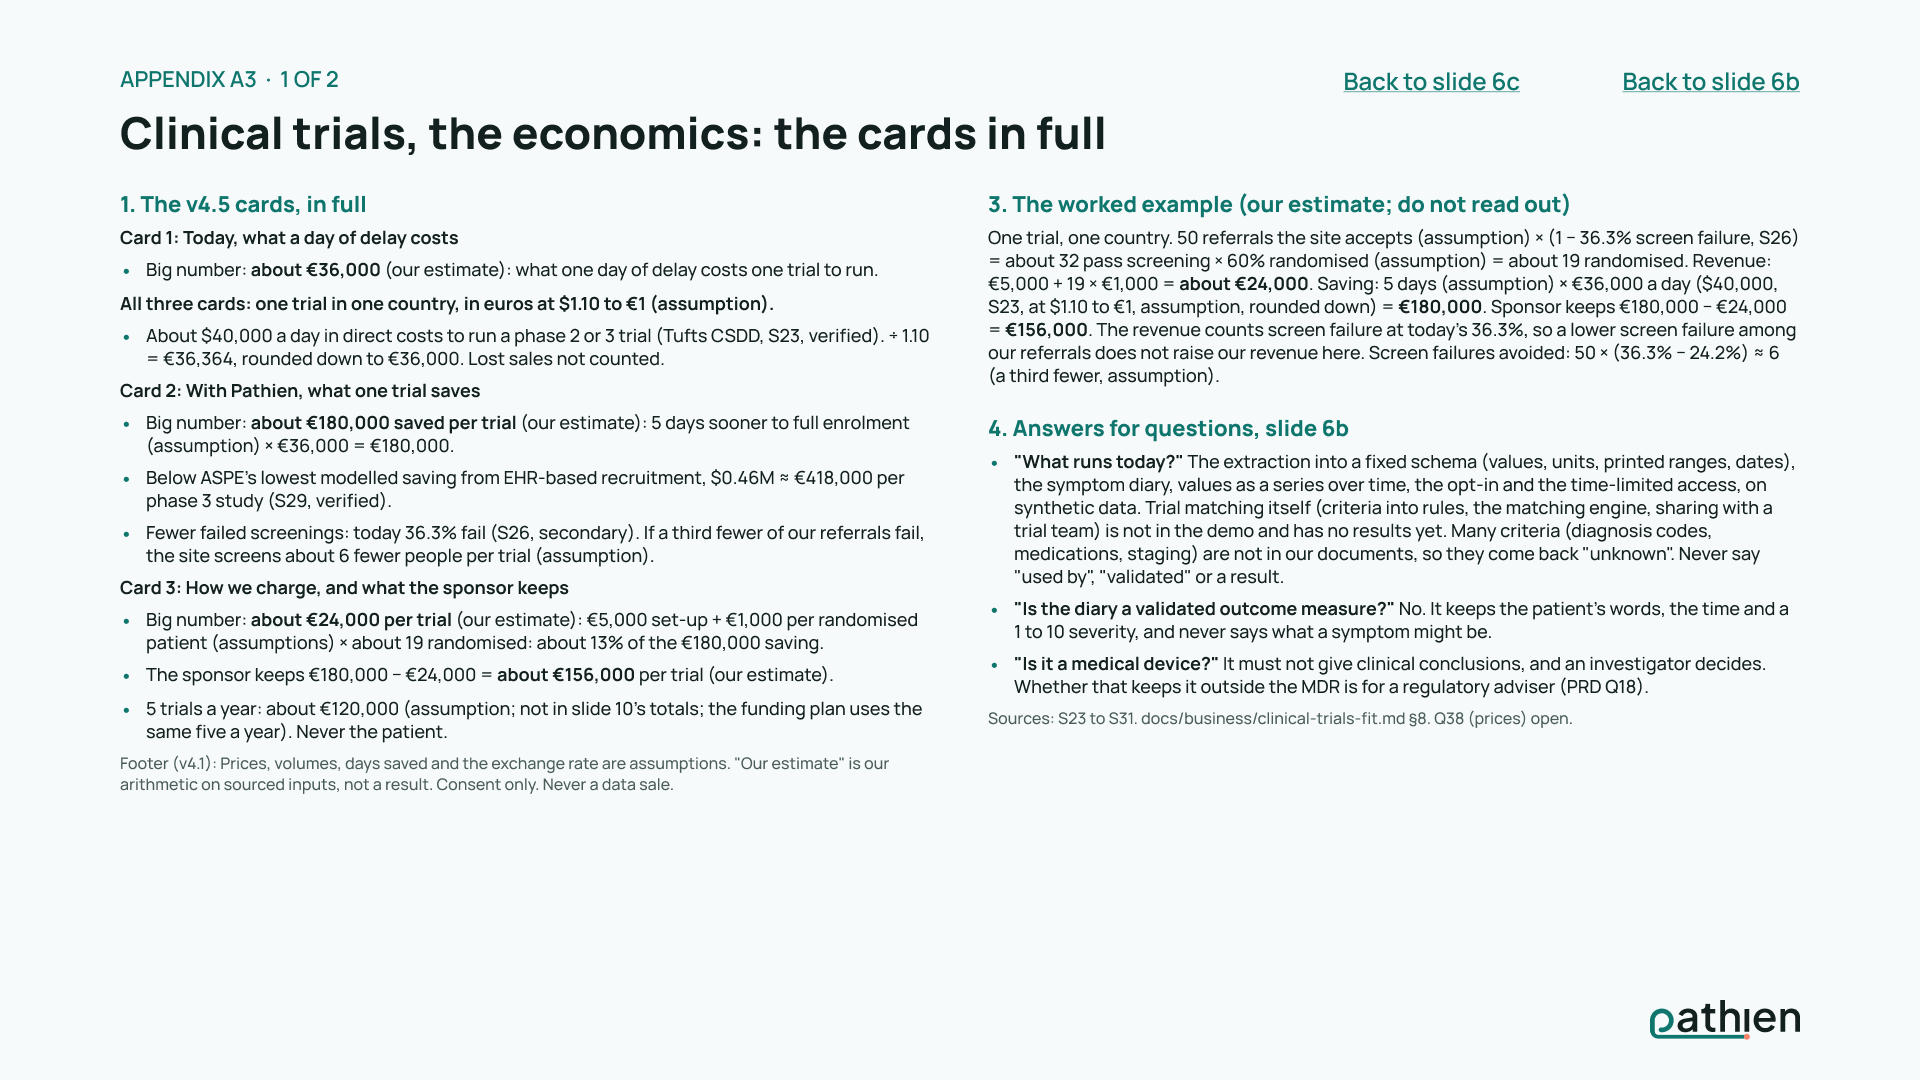 APPENDIX A3 · 1 OF 2
Back to slide 6c
Back to slide 6b
Clinical trials, the economics: the cards in full
1. The v4.5 cards, in full
Card 1: Today, what a day of delay costs
• Big number: about €36,000 (our estimate): what one day of delay costs one trial to run.
All three cards: one trial in one country, in euros at $1.10 to €1 (assumption).
• About $40,000 a day in direct costs to run a phase 2 or 3 trial (Tufts CSDD, S23, verified). ÷ 1.10
= €36,364, rounded down to €36,000. Lost sales not counted.
Card 2: With Pathien, what one trial saves
• Big number: about €180,000 saved per trial (our estimate): 5 days sooner to full enrolment
(assumption) × €36,000 = €180,000.
• Below ASPE's lowest modelled saving from EHR-based recruitment, $0.46M ≈ €418,000 per
phase 3 study (S29, verified).
• Fewer failed screenings: today 36.3% fail (S26, secondary). If a third fewer of our referrals fail,
the site screens about 6 fewer people per trial (assumption).
Card 3: How we charge, and what the sponsor keeps
• Big number: about €24,000 per trial (our estimate): €5,000 set-up + €1,000 per randomised
patient (assumptions) × about 19 randomised: about 13% of the €180,000 saving.
• The sponsor keeps €180,000 − €24,000 = about €156,000 per trial (our estimate).
• 5 trials a year: about €120,000 (assumption; not in slide 10's totals; the funding plan uses the
same five a year). Never the patient.
Footer (v4.1): Prices, volumes, days saved and the exchange rate are assumptions. "Our estimate" is our
arithmetic on sourced inputs, not a result. Consent only. Never a data sale.
3. The worked example (our estimate; do not read out)
One trial, one country. 50 referrals the site accepts (assumption) × (1 − 36.3% screen failure, S26)
= about 32 pass screening × 60% randomised (assumption) = about 19 randomised. Revenue:
€5,000 + 19 × €1,000 = about €24,000. Saving: 5 days (assumption) × €36,000 a day ($40,000,
S23, at $1.10 to €1, assumption, rounded down) = €180,000. Sponsor keeps €180,000 − €24,000
= €156,000. The revenue counts screen failure at today's 36.3%, so a lower screen failure among
our referrals does not raise our revenue here. Screen failures avoided: 50 × (36.3% − 24.2%) ≈ 6
(a third fewer, assumption).
4. Answers for questions, slide 6b
• "What runs today?" The extraction into a fixed schema (values, units, printed ranges, dates),
the symptom diary, values as a series over time, the opt-in and the time-limited access, on
synthetic data. Trial matching itself (criteria into rules, the matching engine, sharing with a
trial team) is not in the demo and has no results yet. Many criteria (diagnosis codes,
medications, staging) are not in our documents, so they come back "unknown". Never say
"used by", "validated" or a result.
• "Is the diary a validated outcome measure?" No. It keeps the patient's words, the time and a
1 to 10 severity, and never says what a symptom might be.
• "Is it a medical device?" It must not give clinical conclusions, and an investigator decides.
Whether that keeps it outside the MDR is for a regulatory adviser (PRD Q18).
Sources: S23 to S31. docs/business/clinical-trials-fit.md §8. Q38 (prices) open.
pathien